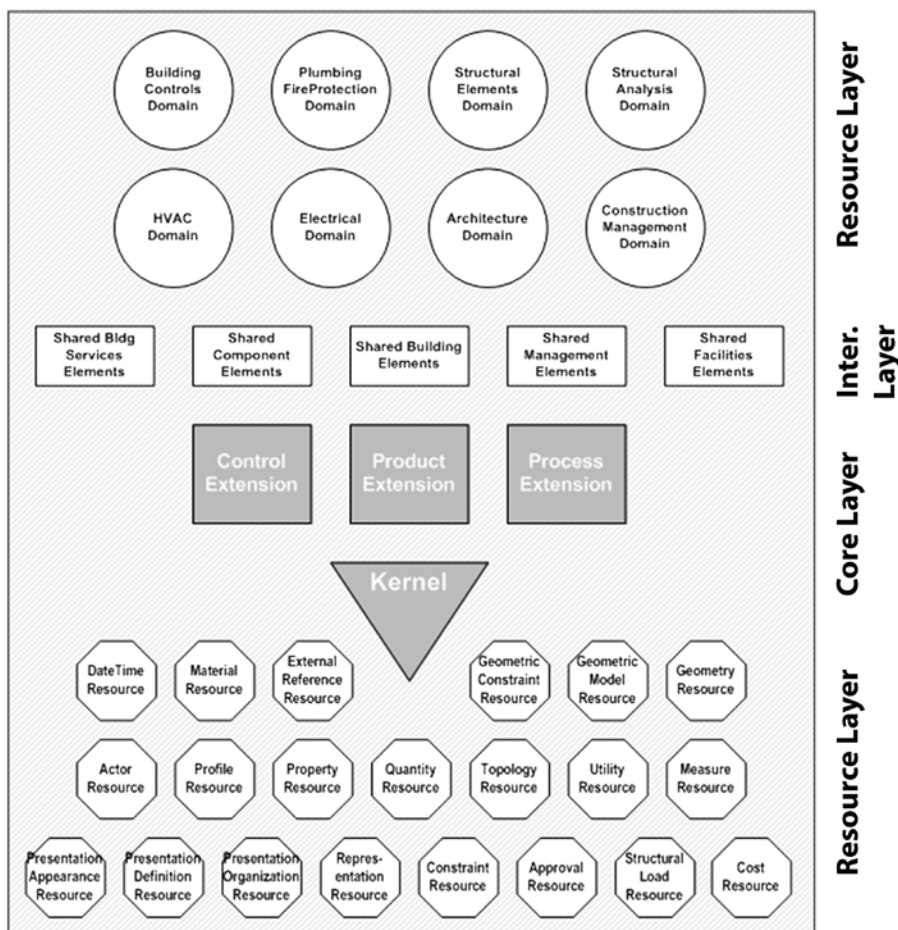 Building
Controls
Domain
Plumbing
FireProtection
Domain
Structural
Elements
Domain
Structural
Analysis
Domain
HVAC
Domain
Electrical
Domain
Architecture
Domain
Construction
Management
Domain
Resource Layer
Shared Bldg
Services
Elements
Shared
Component
Elements
Shared Building
Elements
Shared
Management
Elements
Shared
Facilities
Elements
Inter.
Layer
Control
Extension
Product
Extension
Process
Extension
Kernel
Core Layer
DateTime
Resource
Material
Resource
External
Reference
Resource
Geometric
Constraint
Resource
Geometric
Model
Resource
Geometry
Resource
Actor
Resource
Profile
Resource
Property
Resource
Quantity
Resource
Topology
Resource
Utility
Resource
Measure
Resource
Presentation
Appearance
Resource
Presentation
Definition
Resource
Presentation
Organization
Resource
Repres-
entation
Resource
Constraint
Resource
Approval
Resource
Structural
Load
Resource
Cost
Resource
Resource Layer